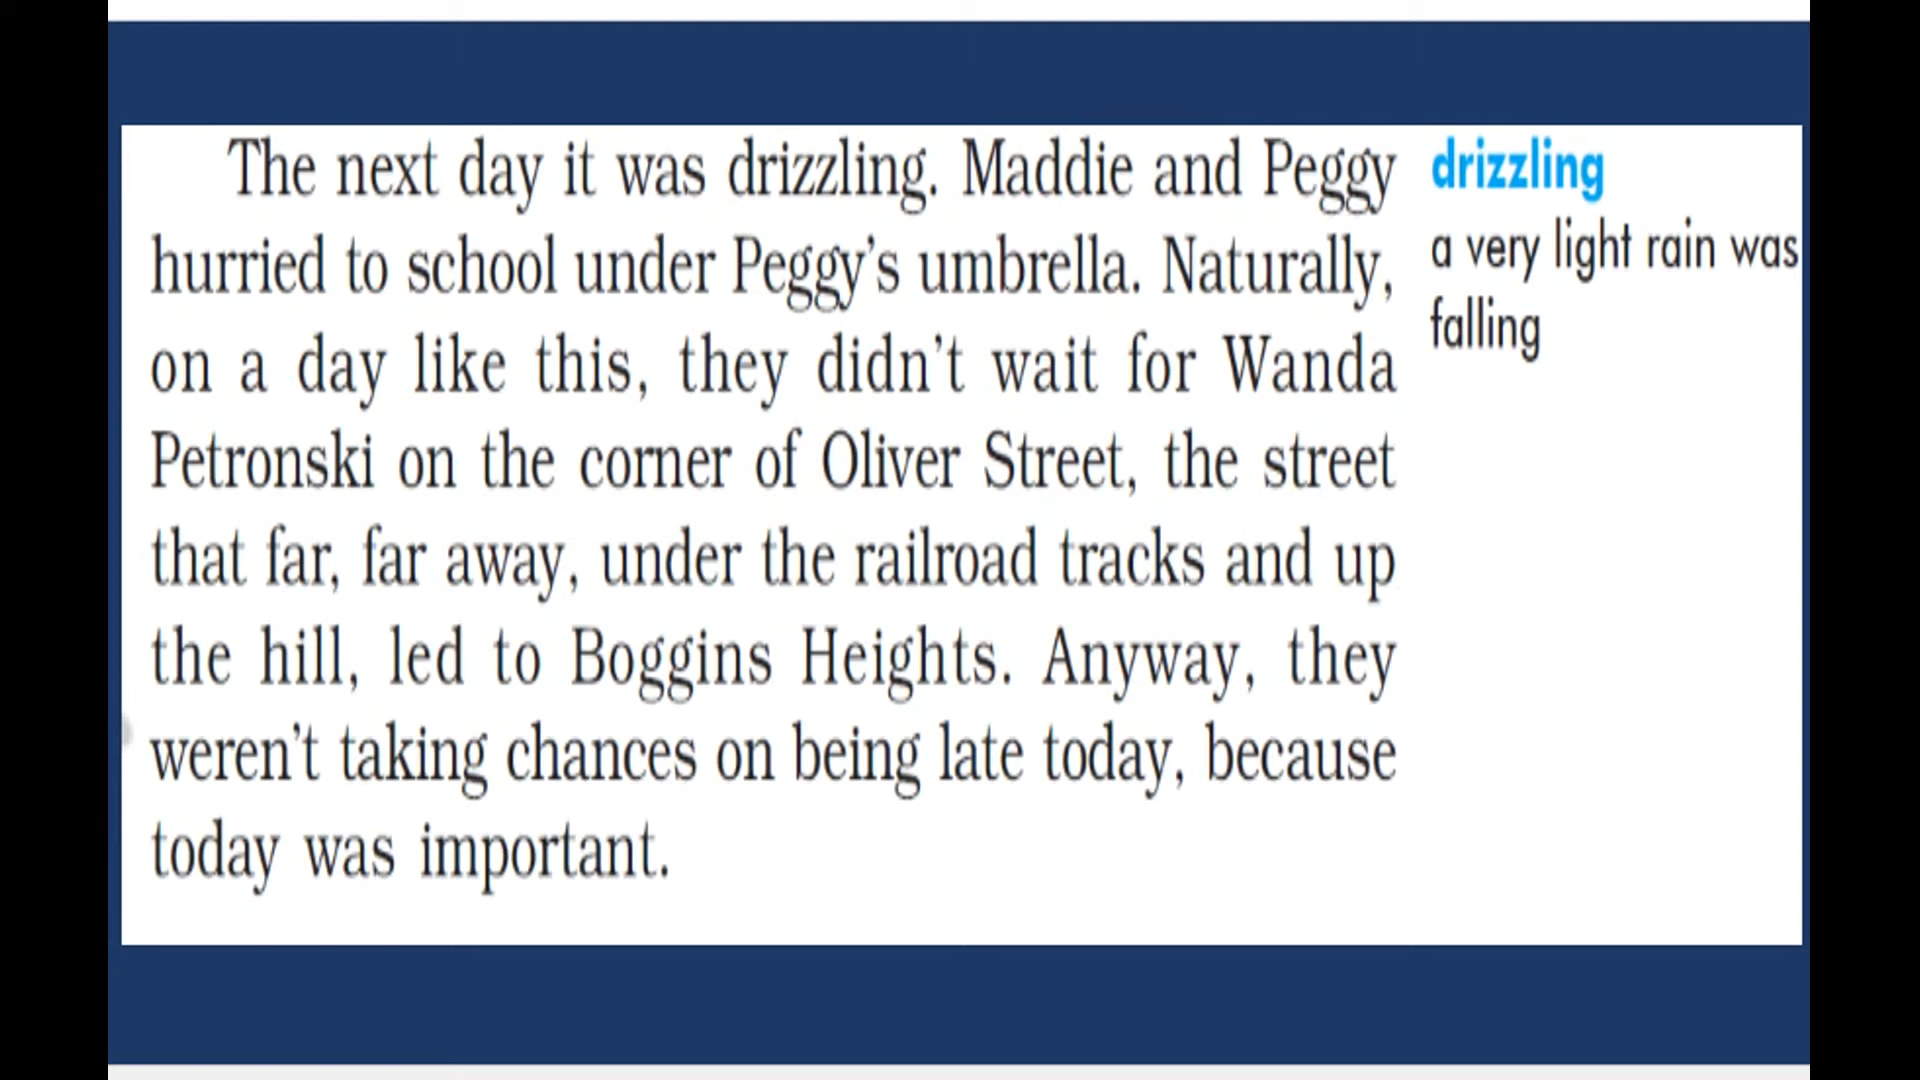 The next day it was drizzling. Maddie and Peggy
hurried to school under Peggy’s umbrella. Naturally,
on a day like this, they didn’t wait for Wanda
Petronski on the corner of Oliver Street, the street
that far, far away, under the railroad tracks and up
the hill, led to Boggins Heights. Anyway, they
weren’t taking chances on being late today, because
today was important.
drizzling
a very light rain was
falling